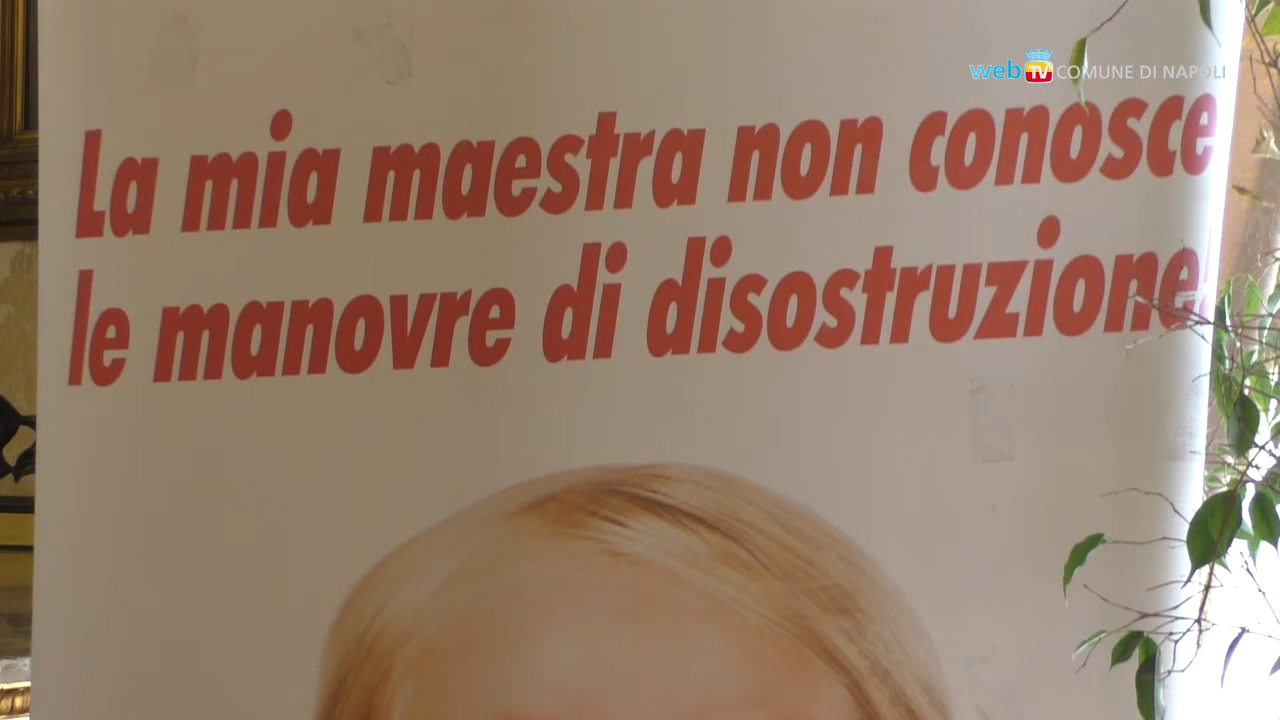 web TV COMUNE DI NAPOLI
La mia maestra non conosce
le manovre di disostruzione!